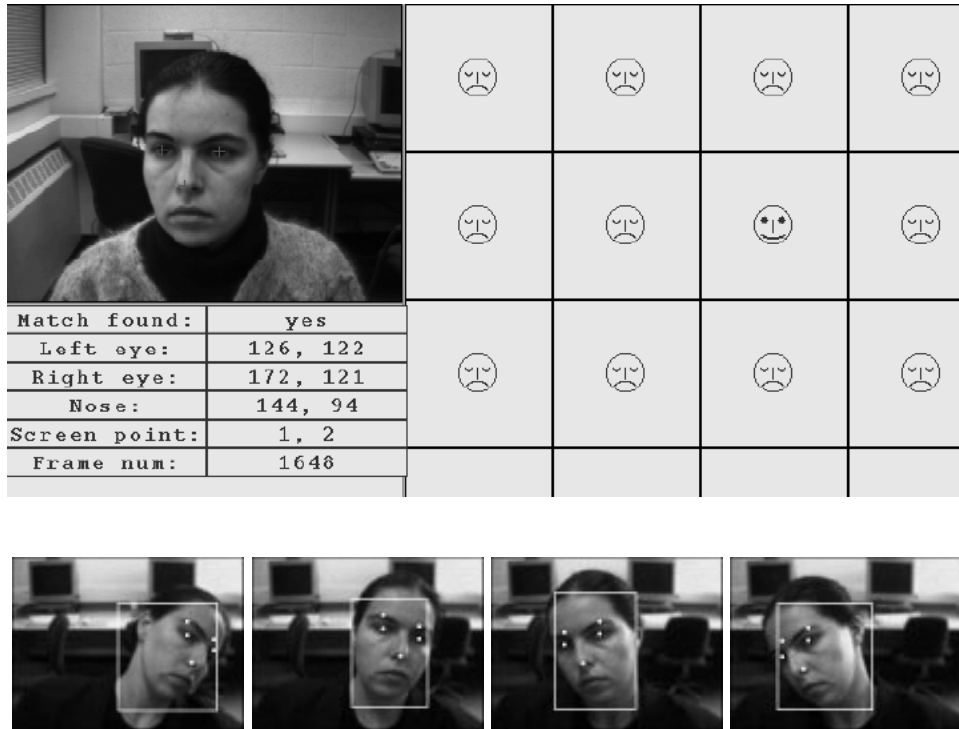 Match found: yes
Left eye: 126, 122
Right eye: 172, 121
Nose: 144, 94
Screen point: 1, 2
Frame num: 1648